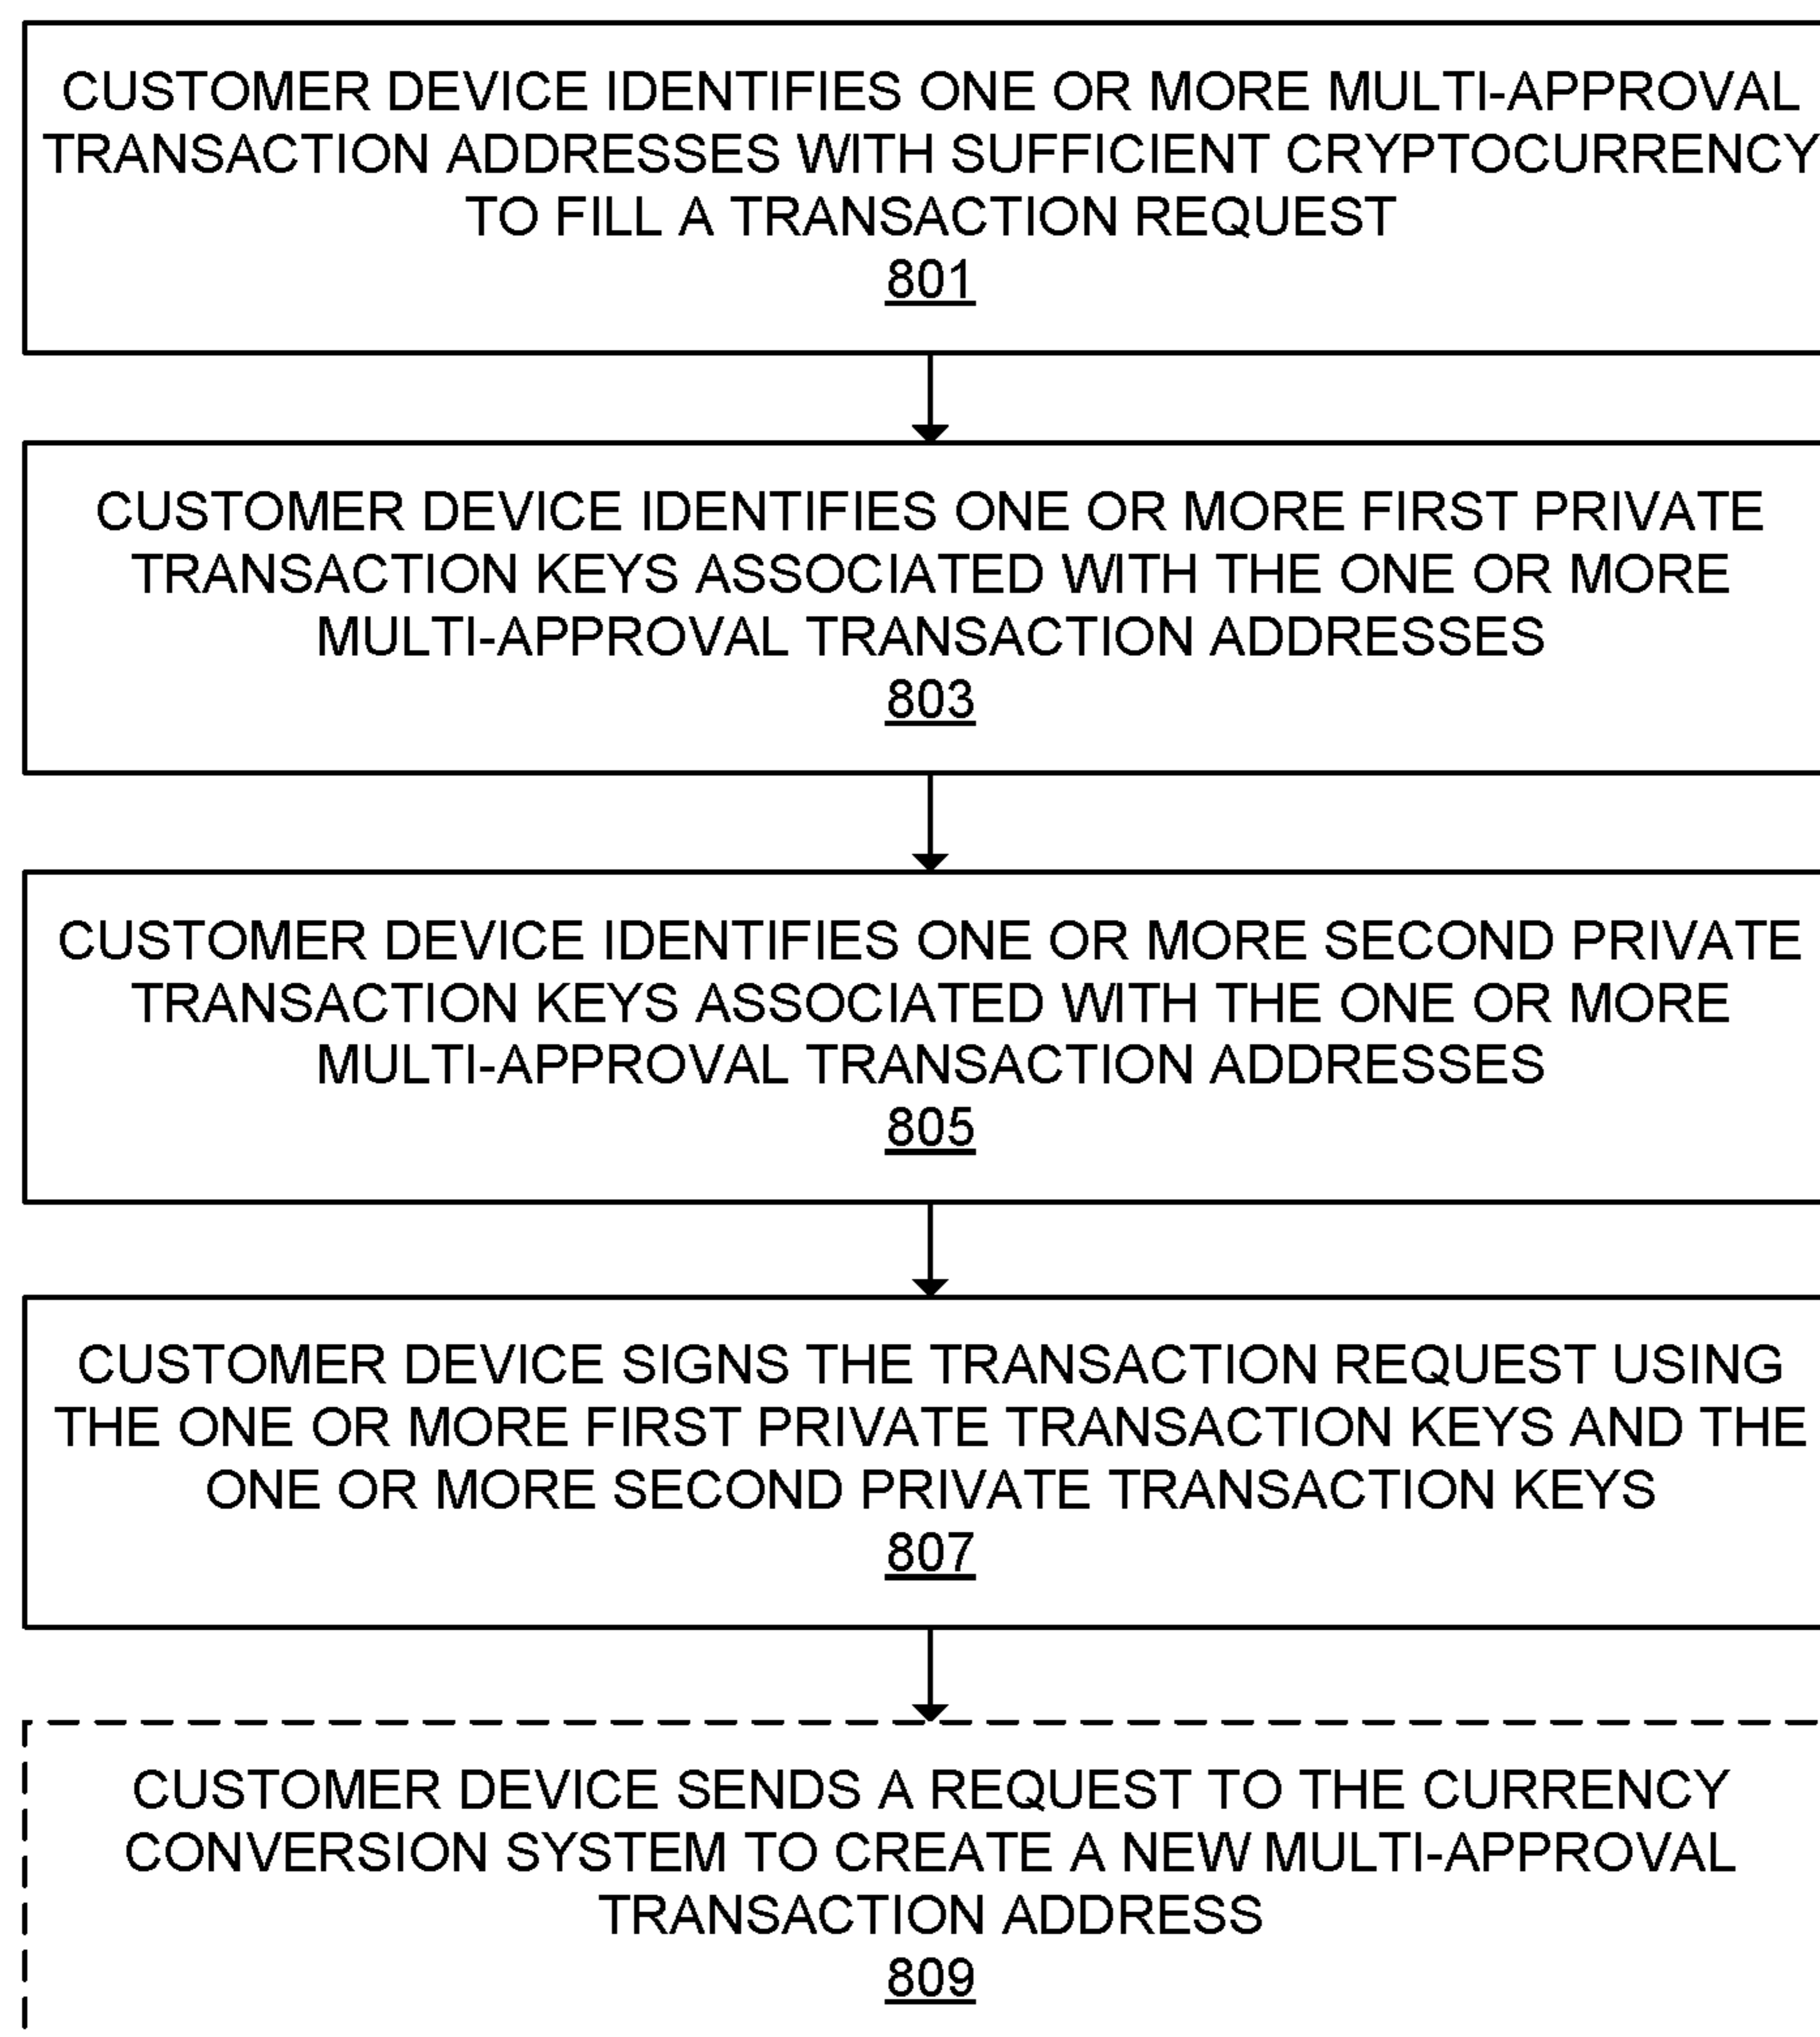 CUSTOMER DEVICE IDENTIFIES ONE OR MORE MULTI-APPROVAL
TRANSACTION ADDRESSES WITH SUFFICIENT CRYPTOCURRENCY
TO FILL A TRANSACTION REQUEST
801
CUSTOMER DEVICE IDENTIFIES ONE OR MORE FIRST PRIVATE
TRANSACTION KEYS ASSOCIATED WITH THE ONE OR MORE
MULTI-APPROVAL TRANSACTION ADDRESSES
803
CUSTOMER DEVICE IDENTIFIES ONE OR MORE SECOND PRIVATE
TRANSACTION KEYS ASSOCIATED WITH THE ONE OR MORE
MULTI-APPROVAL TRANSACTION ADDRESSES
805
CUSTOMER DEVICE SIGNS THE TRANSACTION REQUEST USING
THE ONE OR MORE FIRST PRIVATE TRANSACTION KEYS AND THE
ONE OR MORE SECOND PRIVATE TRANSACTION KEYS
807
CUSTOMER DEVICE SENDS A REQUEST TO THE CURRENCY
CONVERSION SYSTEM TO CREATE A NEW MULTI-APPROVAL
TRANSACTION ADDRESS
809